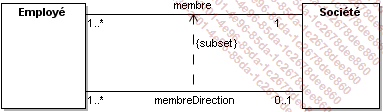 membre
Employé
Société
1..*
1
{subset}
1..*
membreDirection
0..1